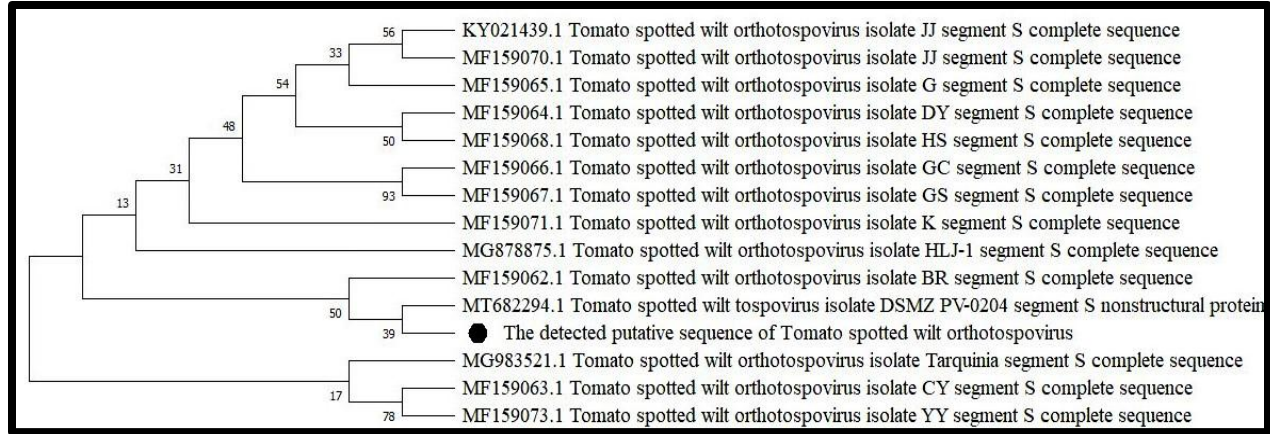 56
KY021439.1 Tomato spotted wilt orthotospovirus isolate JJ segment S complete sequence
33
MF159070.1 Tomato spotted wilt orthotospovirus isolate JJ segment S complete sequence
54
MF159065.1 Tomato spotted wilt orthotospovirus isolate G segment S complete sequence
48
MF159064.1 Tomato spotted wilt orthotospovirus isolate DY segment S complete sequence
50
MF159068.1 Tomato spotted wilt orthotospovirus isolate HS segment S complete sequence
31
MF159066.1 Tomato spotted wilt orthotospovirus isolate GC segment S complete sequence
93
MF159067.1 Tomato spotted wilt orthotospovirus isolate GS segment S complete sequence
13
MF159071.1 Tomato spotted wilt orthotospovirus isolate K segment S complete sequence
MG878875.1 Tomato spotted wilt orthotospovirus isolate HLJ-1 segment S complete sequence
MF159062.1 Tomato spotted wilt orthotospovirus isolate BR segment S complete sequence
50
MT682294.1 Tomato spotted wilt tospovirus isolate DSMZ PV-0204 segment S nonstructural protein
39
The detected putative sequence of Tomato spotted wilt orthotospovirus
MG983521.1 Tomato spotted wilt orthotospovirus isolate Tarquinia segment S complete sequence
17
MF159063.1 Tomato spotted wilt orthotospovirus isolate CY segment S complete sequence
78
MF159073.1 Tomato spotted wilt orthotospovirus isolate YY segment S complete sequence